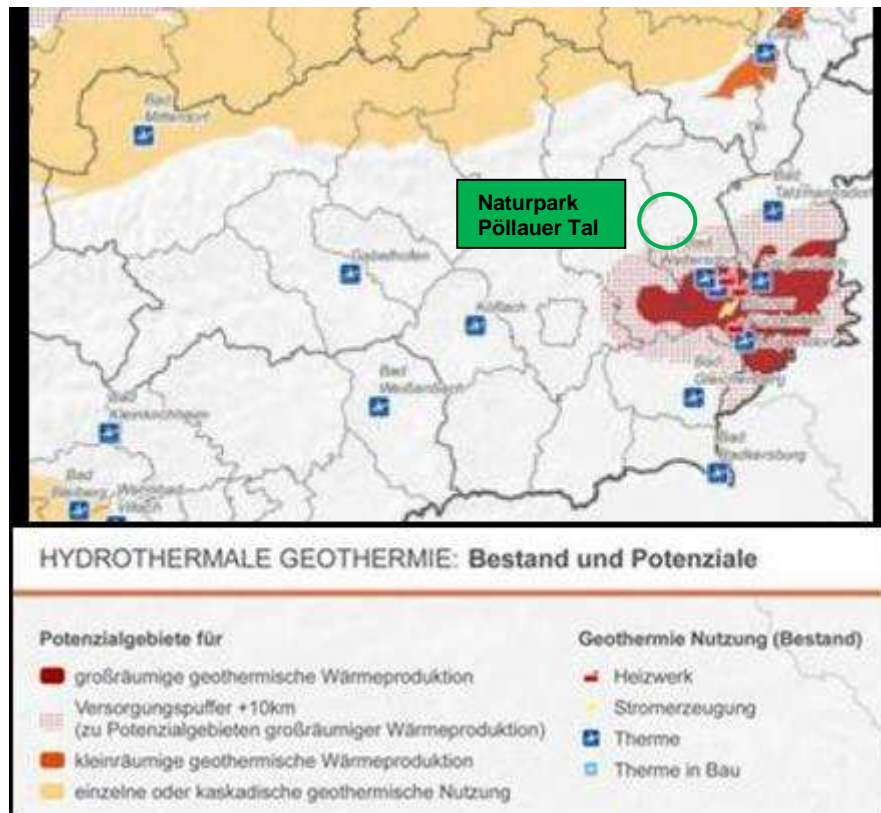 Bad
Mitterndorf
Naturpark
Pöllauer Tal
Bad
Tatzmannsdorf
Gabelhofen
Köflach
Bad
Gleichenberg
Bad
Weißenbach
Bad
Kleinkirchheim
Bad
Radkersburg
Bad
Villach
HYDROTHERMALE GEOTHERMIE: Bestand und Potenziale
Potenzialgebiete für
großräumige geothermische Wärmeproduktion
Versorgungspuffer +10km
(zu Potenzialgebieten großräumiger Wärmeproduktion)
kleinräumige geothermische Wärmeproduktion
einzelne oder kaskadische geothermische Nutzung
Geothermie Nutzung (Bestand)
Heizwerk
Stromerzeugung
Therme
Therme in Bau